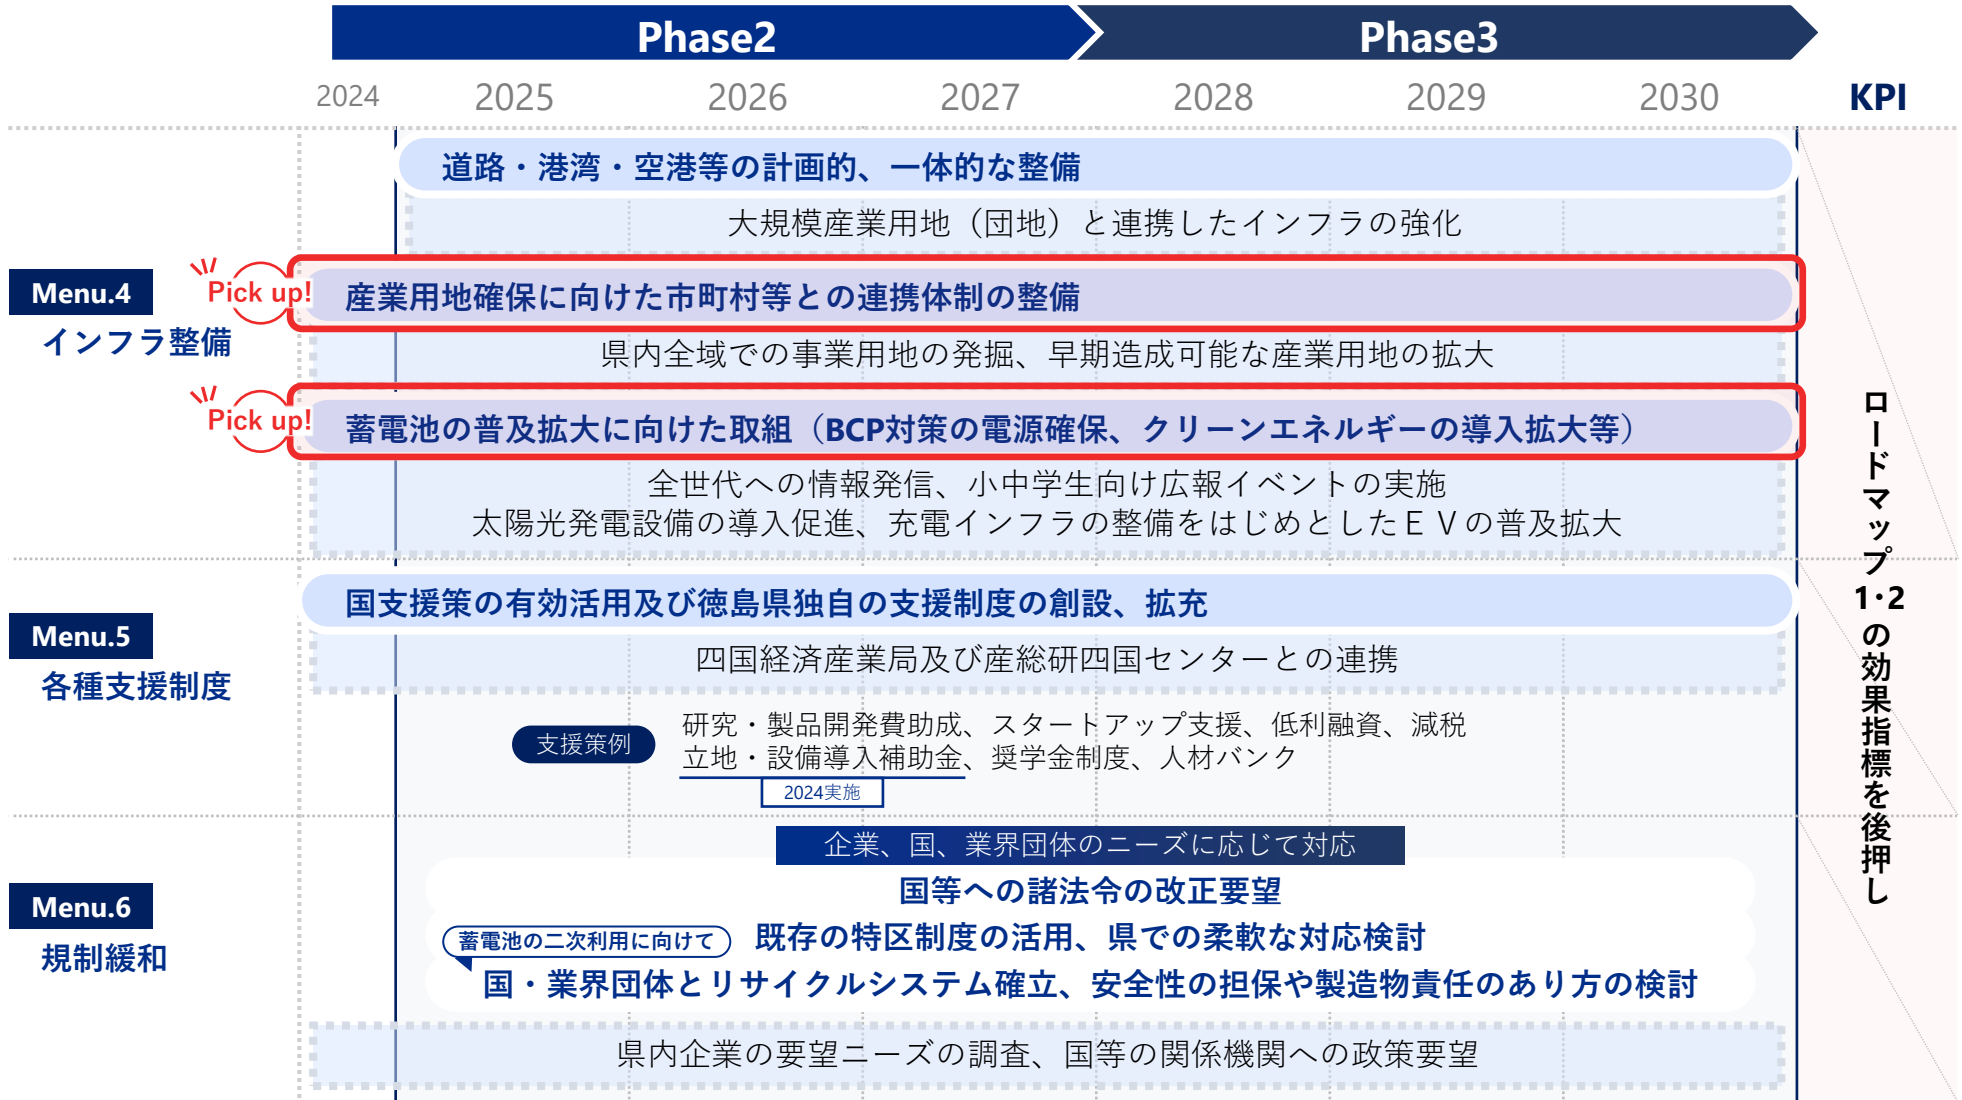 Phase2
Phase3
2024
2025
2026
2027
2028
2029
2030
KPI
道路・港湾・空港等の計画的、一体的な整備
大規模産業用地（団地）と連携したインフラの強化
Menu.4
インフラ整備
Pick up!
産業用地確保に向けた市町村等との連携体制の整備
県内全域での事業用地の発掘、早期造成可能な産業用地の拡大
Pick up!
蓄電池の普及拡大に向けた取組（BCP対策の電源確保、クリーンエネルギーの導入拡大等）
全世代への情報発信、小中学生向け広報イベントの実施
太陽光発電設備の導入促進、充電インフラの整備をはじめとしたＥＶの普及拡大
Menu.5
各種支援制度
国支援策の有効活用及び徳島県独自の支援制度の創設、拡充
四国経済産業局及び産総研四国センターとの連携
支援策例
研究・製品開発費助成、スタートアップ支援、低利融資、減税
立地・設備導入補助金、奨学金制度、人材バンク
2024実施
Menu.6
規制緩和
企業、国、業界団体のニーズに応じて対応
国等への諸法令の改正要望
蓄電池の二次利用に向けて
既存の特区制度の活用、県での柔軟な対応検討
国・業界団体とリサイクルシステム確立、安全性の担保や製造物責任のあり方の検討
県内企業の要望ニーズの調査、国等の関係機関への政策要望
ロードマップ1・2の効果指標を後押し